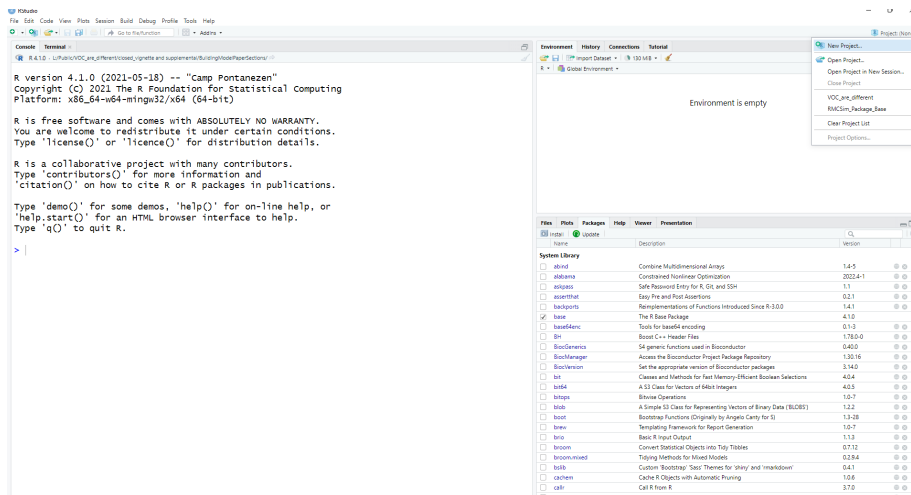 RStudio
File Edit Code View Plots Session Build Debug Profile Tools Help
Go to file/function
Addins
Project: (Non
Console Terminal
R 4.1.0 · L:/Public/VOC_are_different/closed_vignette and supplemental/BuildingModelPaperSections/
R version 4.1.0 (2021-05-18) -- "Camp Pontanezen"
Copyright (C) 2021 The R Foundation for Statistical Computing
Platform: x86_64-w64-mingw32/x64 (64-bit)
R is free software and comes with ABSOLUTELY NO WARRANTY.
You are welcome to redistribute it under certain conditions.
Type 'license()' or 'licence()' for distribution details.
R is a collaborative project with many contributors.
Type 'contributors()' for more information and
'citation()' on how to cite R or R packages in publications.
Type 'demo()' for some demos, 'help()' for on-line help, or
'help.start()' for an HTML browser interface to help.
Type 'q()' to quit R.
>
Environment History Connections Tutorial
Import Dataset 130 MiB
R Global Environment
Environment is empty
New Project...
Open Project...
Open Project in New Session...
Close Project
VOC_are_different
RMCSim_Package_Base
Clear Project List
Project Options...
Files Plots Packages Help Viewer Presentation
Install Update
Name Description Version
System Library
abind Combine Multidimensional Arrays 1.4-5
alabama Constrained Nonlinear Optimization 2022.4-1
askpass Safe Password Entry for R, Git, and SSH 1.1
assertthat Easy Pre and Post Assertions 0.2.1
backports Reimplementations of Functions Introduced Since R-3.0.0 1.4.1
base The R Base Package 4.1.0
base64enc Tools for base64 encoding 0.1-3
BH Boost C++ Header Files 1.78.0-0
BiocGenerics S4 generic functions used in Bioconductor 0.40.0
BiocManager Access the Bioconductor Project Package Repository 1.30.16
BiocVersion Set the appropriate version of Bioconductor packages 3.14.0
bit Classes and Methods for Fast Memory-Efficient Boolean Selections 4.0.4
bit64 A S3 Class for Vectors of 64bit Integers 4.0.5
bitops Bitwise Operations 1.0-7
blob A Simple S3 Class for Representing Vectors of Binary Data ('BLOBS') 1.2.2
boot Bootstrap Functions (Originally by Angelo Canty for S) 1.3-28
brew Templating Framework for Report Generation 1.0-7
brio Basic R Input Output 1.1.3
broom Convert Statistical Objects into Tidy Tibbles 0.7.12
broom.mixed Tidying Methods for Mixed Models 0.2.9.4
bslib Custom 'Bootstrap' 'Sass' Themes for 'shiny' and 'rmarkdown' 0.4.1
cachem Cache R Objects with Automatic Pruning 1.0.6
callr Call R from R 3.7.0